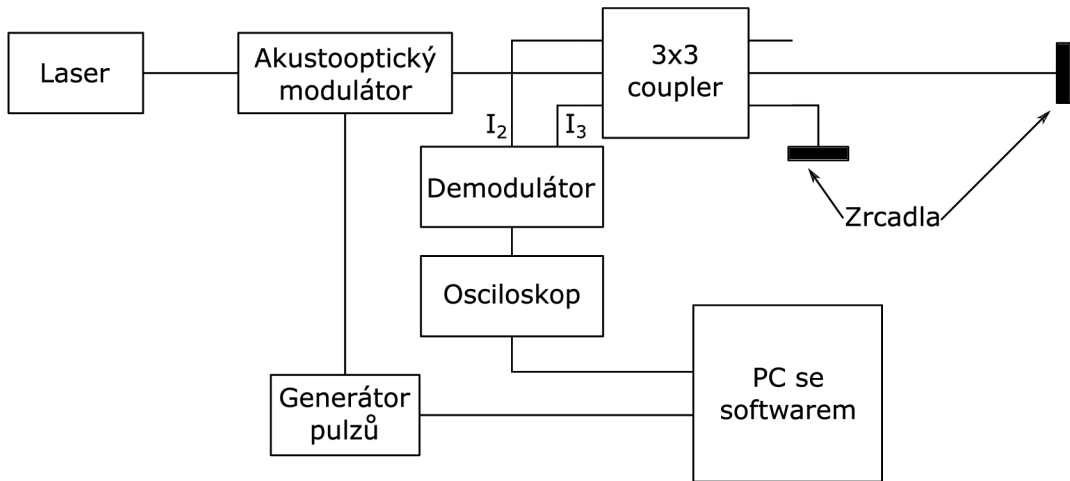 Laser
Akustooptický
modulátor
3x3
coupler
I₂
I₃
Demodulátor
Zrcadla
Osciloskop
Generátor
pulzů
PC se
softwarem